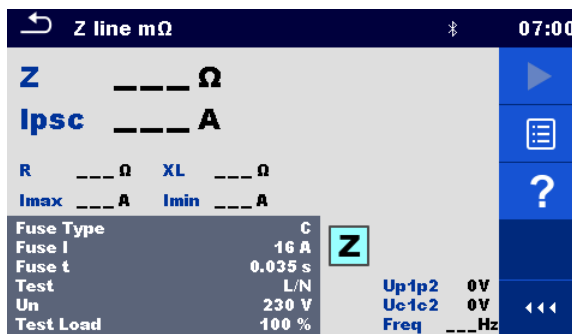 Z line mΩ 07:00
Z ___ Ω
Ipsc ___ A
R ___ Ω XL ___ Ω
Imax ___ A Imin ___ A
Fuse Type C
Fuse I 16 A
Fuse t 0.035 s
Test L/N
Un 230 V
Test Load 100 %
Z
Up1p2 0V
Uc1c2 0V
Freq ___Hz
?